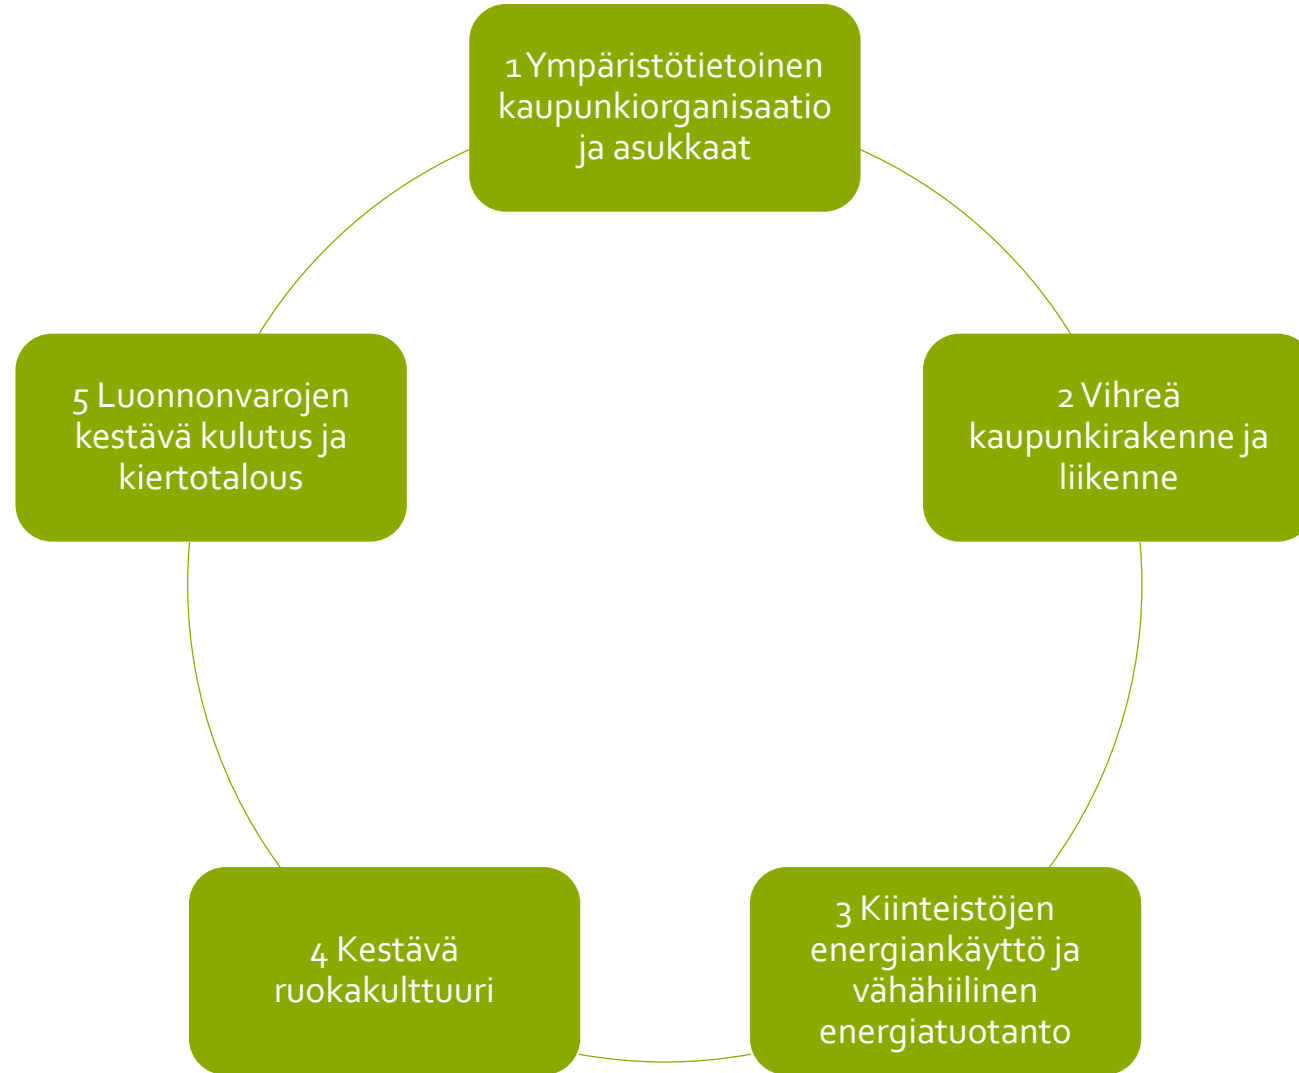 1 Ympäristötietoinen
kaupunkiorganisaatio
ja asukkaat
2 Vihreä
kaupunkirakenne ja
liikenne
3 Kiinteistöjen
energiankäyttö ja
vähähiilinen
energiatuotanto
4 Kestävä
ruokakulttuuri
5 Luonnonvarojen
kestävä kulutus ja
kiertotalous